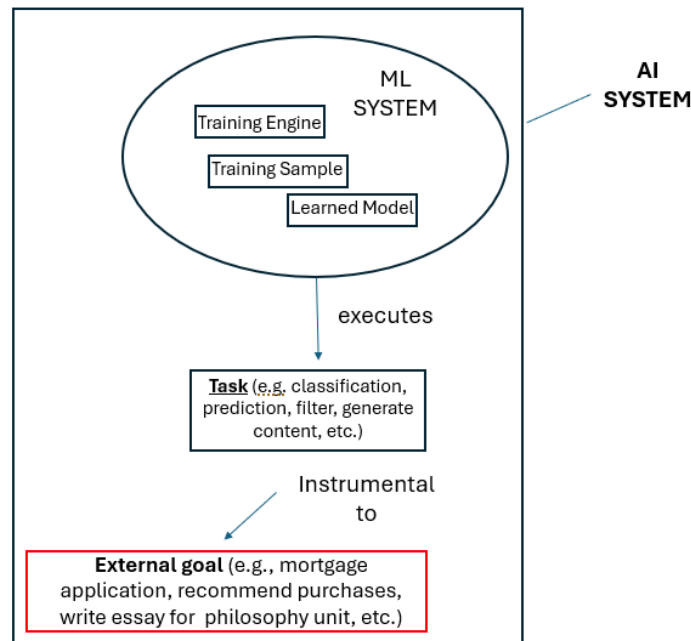 ML
SYSTEM
AI
SYSTEM
Training Engine
Training Sample
Learned Model
executes
Task (e.g. classification,
prediction, filter, generate
content, etc.)
Instrumental
to
External goal (e.g., mortgage
application, recommend purchases,
write essay for philosophy unit, etc.)